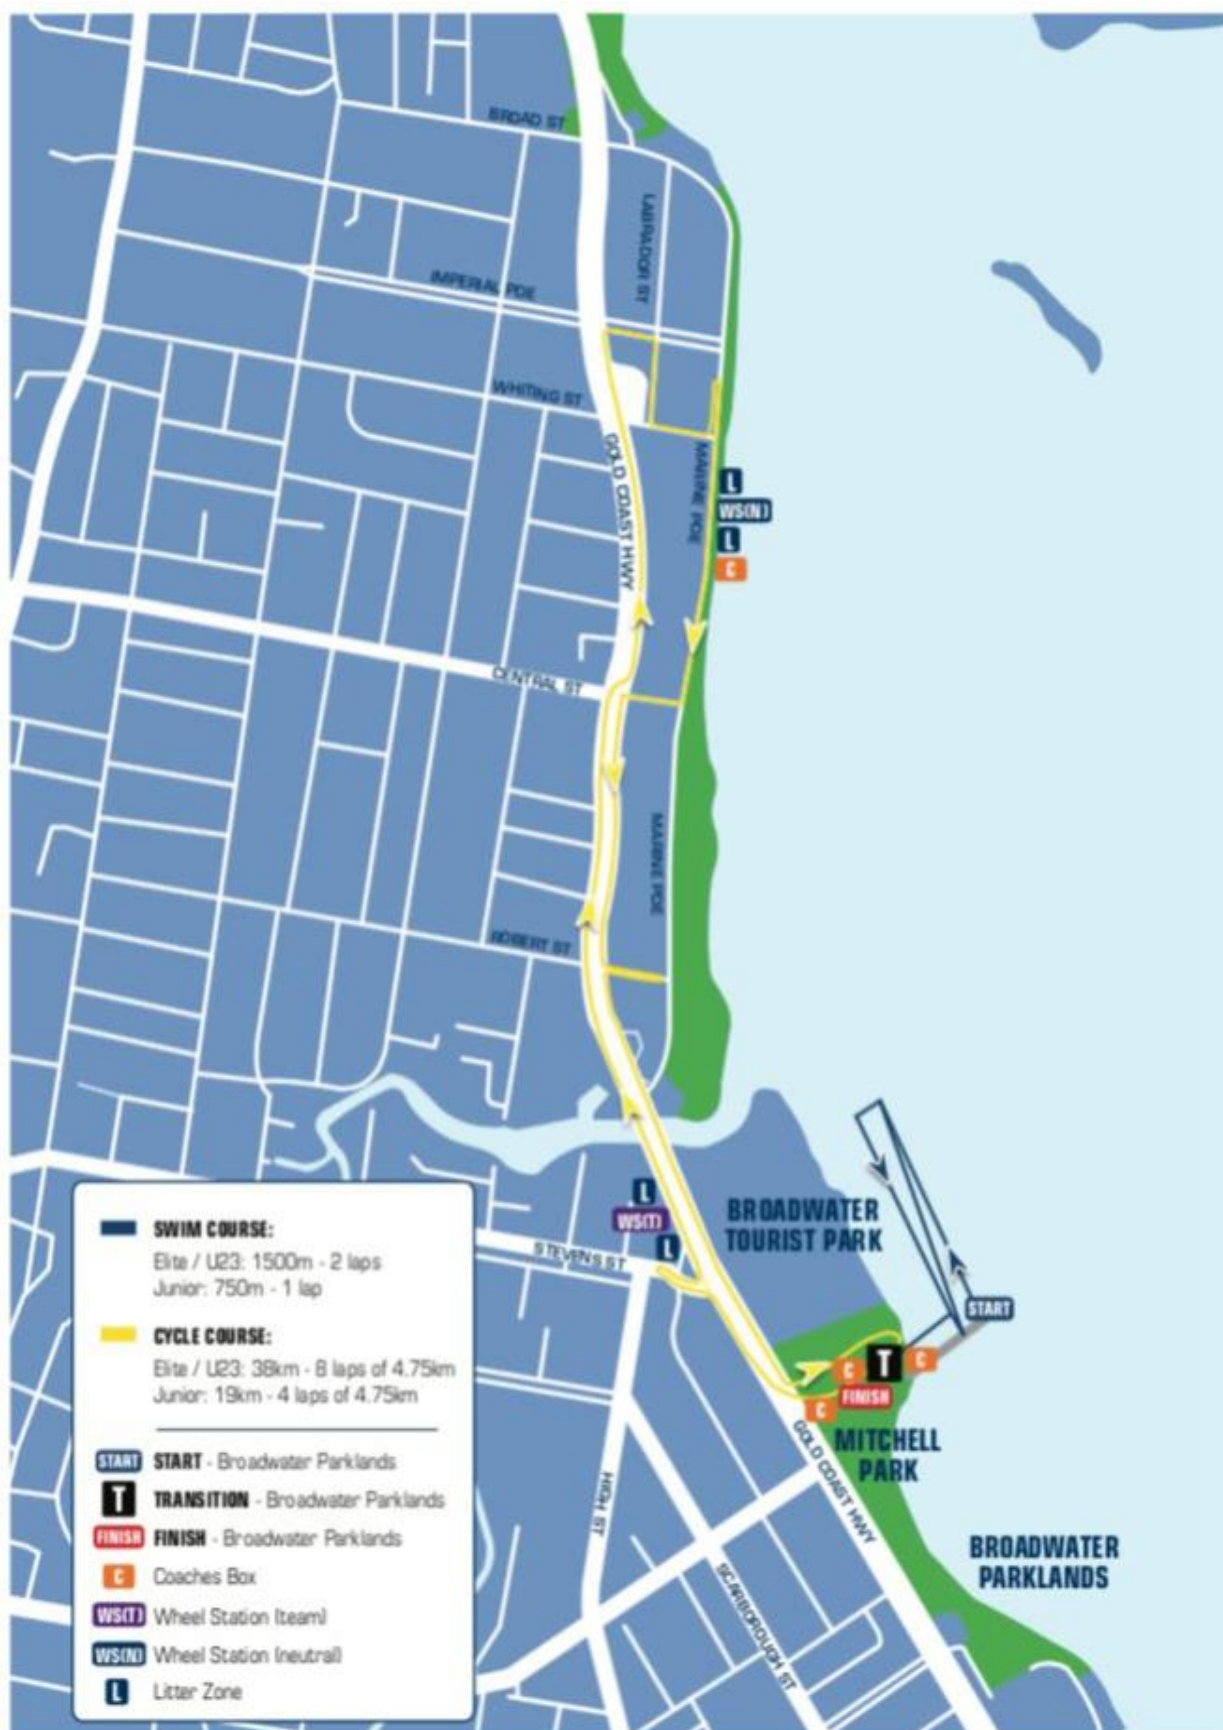 BROAD ST
LABRADOR ST
IMPERIAL PDE
WHITING ST
GOLD COAST HWY
MARINE PDE
L
WS(N)
L
C
CENTRAL ST
MARINE PDE
ROBERT ST
L
WS(T)
L
STEVENS ST
BROADWATER
TOURIST PARK
START
C
T
C
FINISH
C
MITCHELL
PARK
GOLD COAST HWY
HIGH ST
SCARBOROUGH ST
BROADWATER
PARKLANDS
SWIM COURSE:
Elite / U23: 1500m - 2 laps
Junior: 750m - 1 lap
CYCLE COURSE:
Elite / U23: 38km - 8 laps of 4.75km
Junior: 19km - 4 laps of 4.75km
START START - Broadwater Parklands
T TRANSITION - Broadwater Parklands
FINISH FINISH - Broadwater Parklands
C Coaches Box
WS(T) Wheel Station (team)
WS(N) Wheel Station (neutral)
L Litter Zone